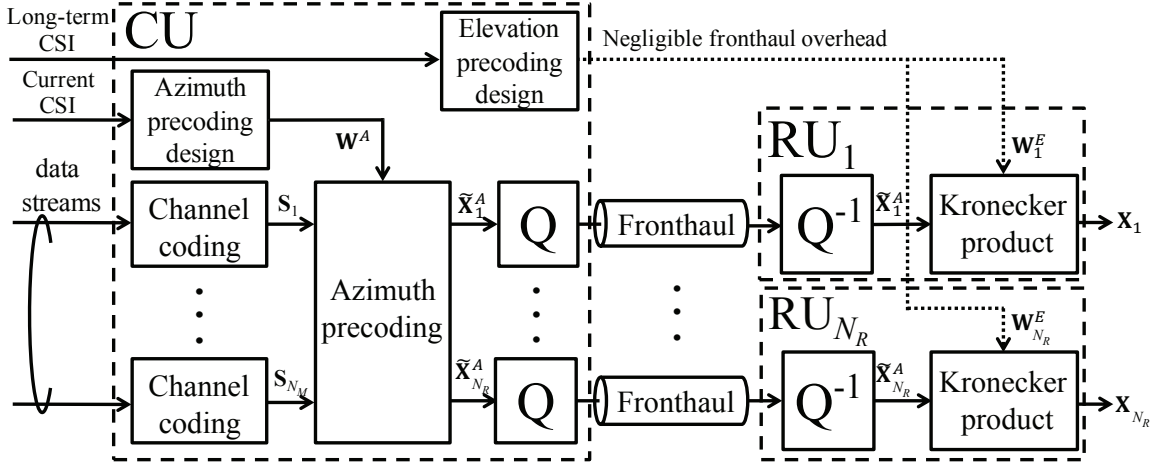 Long-term
CSI
CU
Elevation
precoding
design
Negligible fronthaul overhead
Current
CSI
Azimuth
precoding
design
W^A
data
streams
Channel
coding
S_1
Azimuth
precoding
X̃_1^A
Q
Fronthaul
RU_1
Q^{-1}
X̃_1^A
W_1^E
Kronecker
product
X_1
Channel
coding
S_{N_M}
X̃_{N_R}^A
Q
Fronthaul
RU_{N_R}
Q^{-1}
X̃_{N_R}^A
W_{N_R}^E
Kronecker
product
X_{N_R}